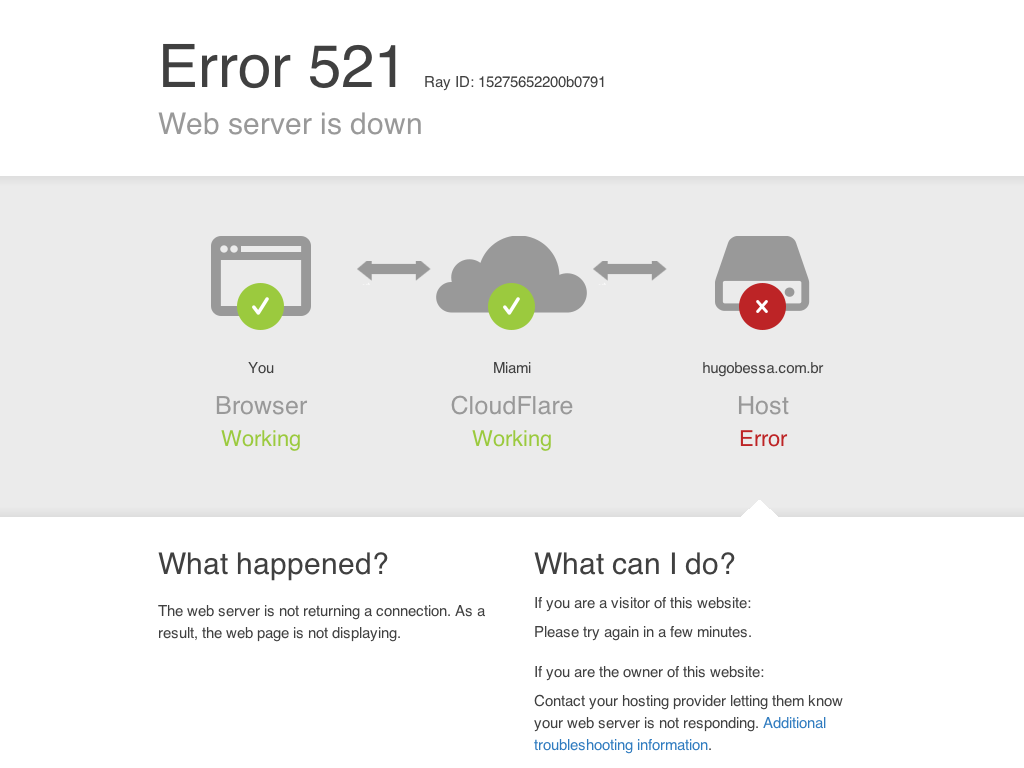 Error 521 Ray ID: 15275652200b0791
Web server is down
You
Browser
Working
Miami
CloudFlare
Working
hugobessa.com.br
Host
Error
What happened?
The web server is not returning a connection. As a
result, the web page is not displaying.
What can I do?
If you are a visitor of this website:
Please try again in a few minutes.
If you are the owner of this website:
Contact your hosting provider letting them know
your web server is not responding. Additional
troubleshooting information.